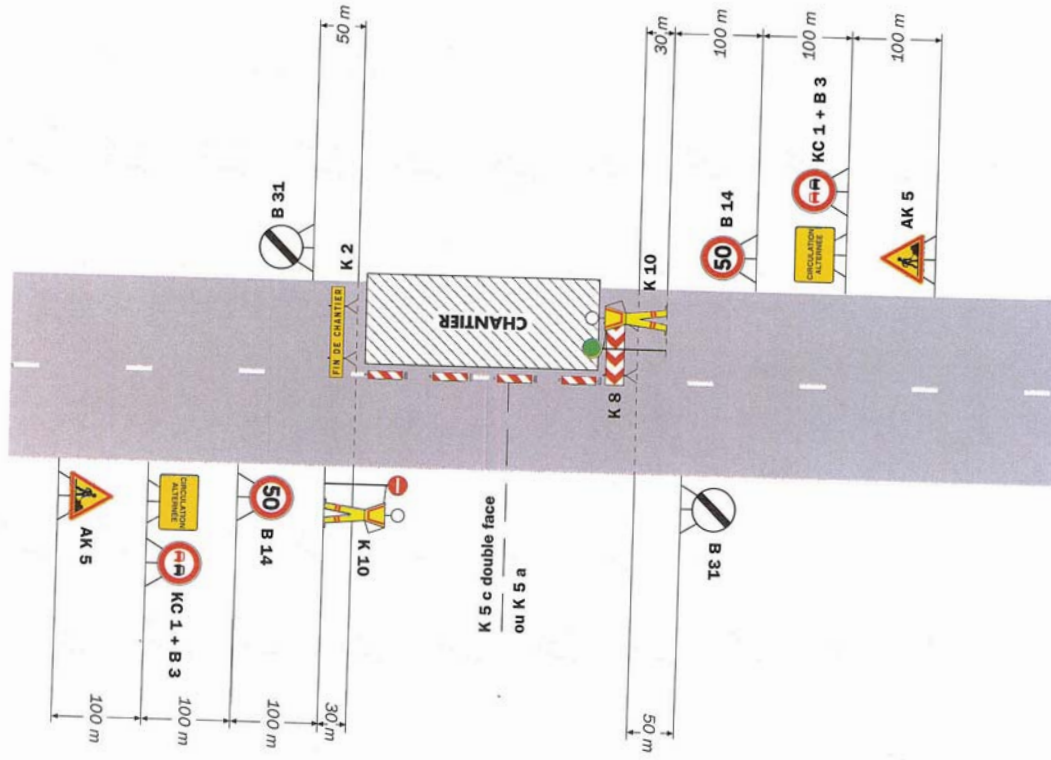 50 m
B 31
K 2
FIN DE CHANTIER
CHANTIER
K 10
K 8
30 m
100 m
100 m
100 m
B 14
50
KC 1 + B 3
CIRCULATION
ALTERNÉE
AK 5
AK 5
CIRCULATION
ALTERNÉE
KC 1 + B 3
50
B 14
K 10
K 5 c double face
ou K 5 a
B 31
100 m
100 m
100 m
30 m
50 m